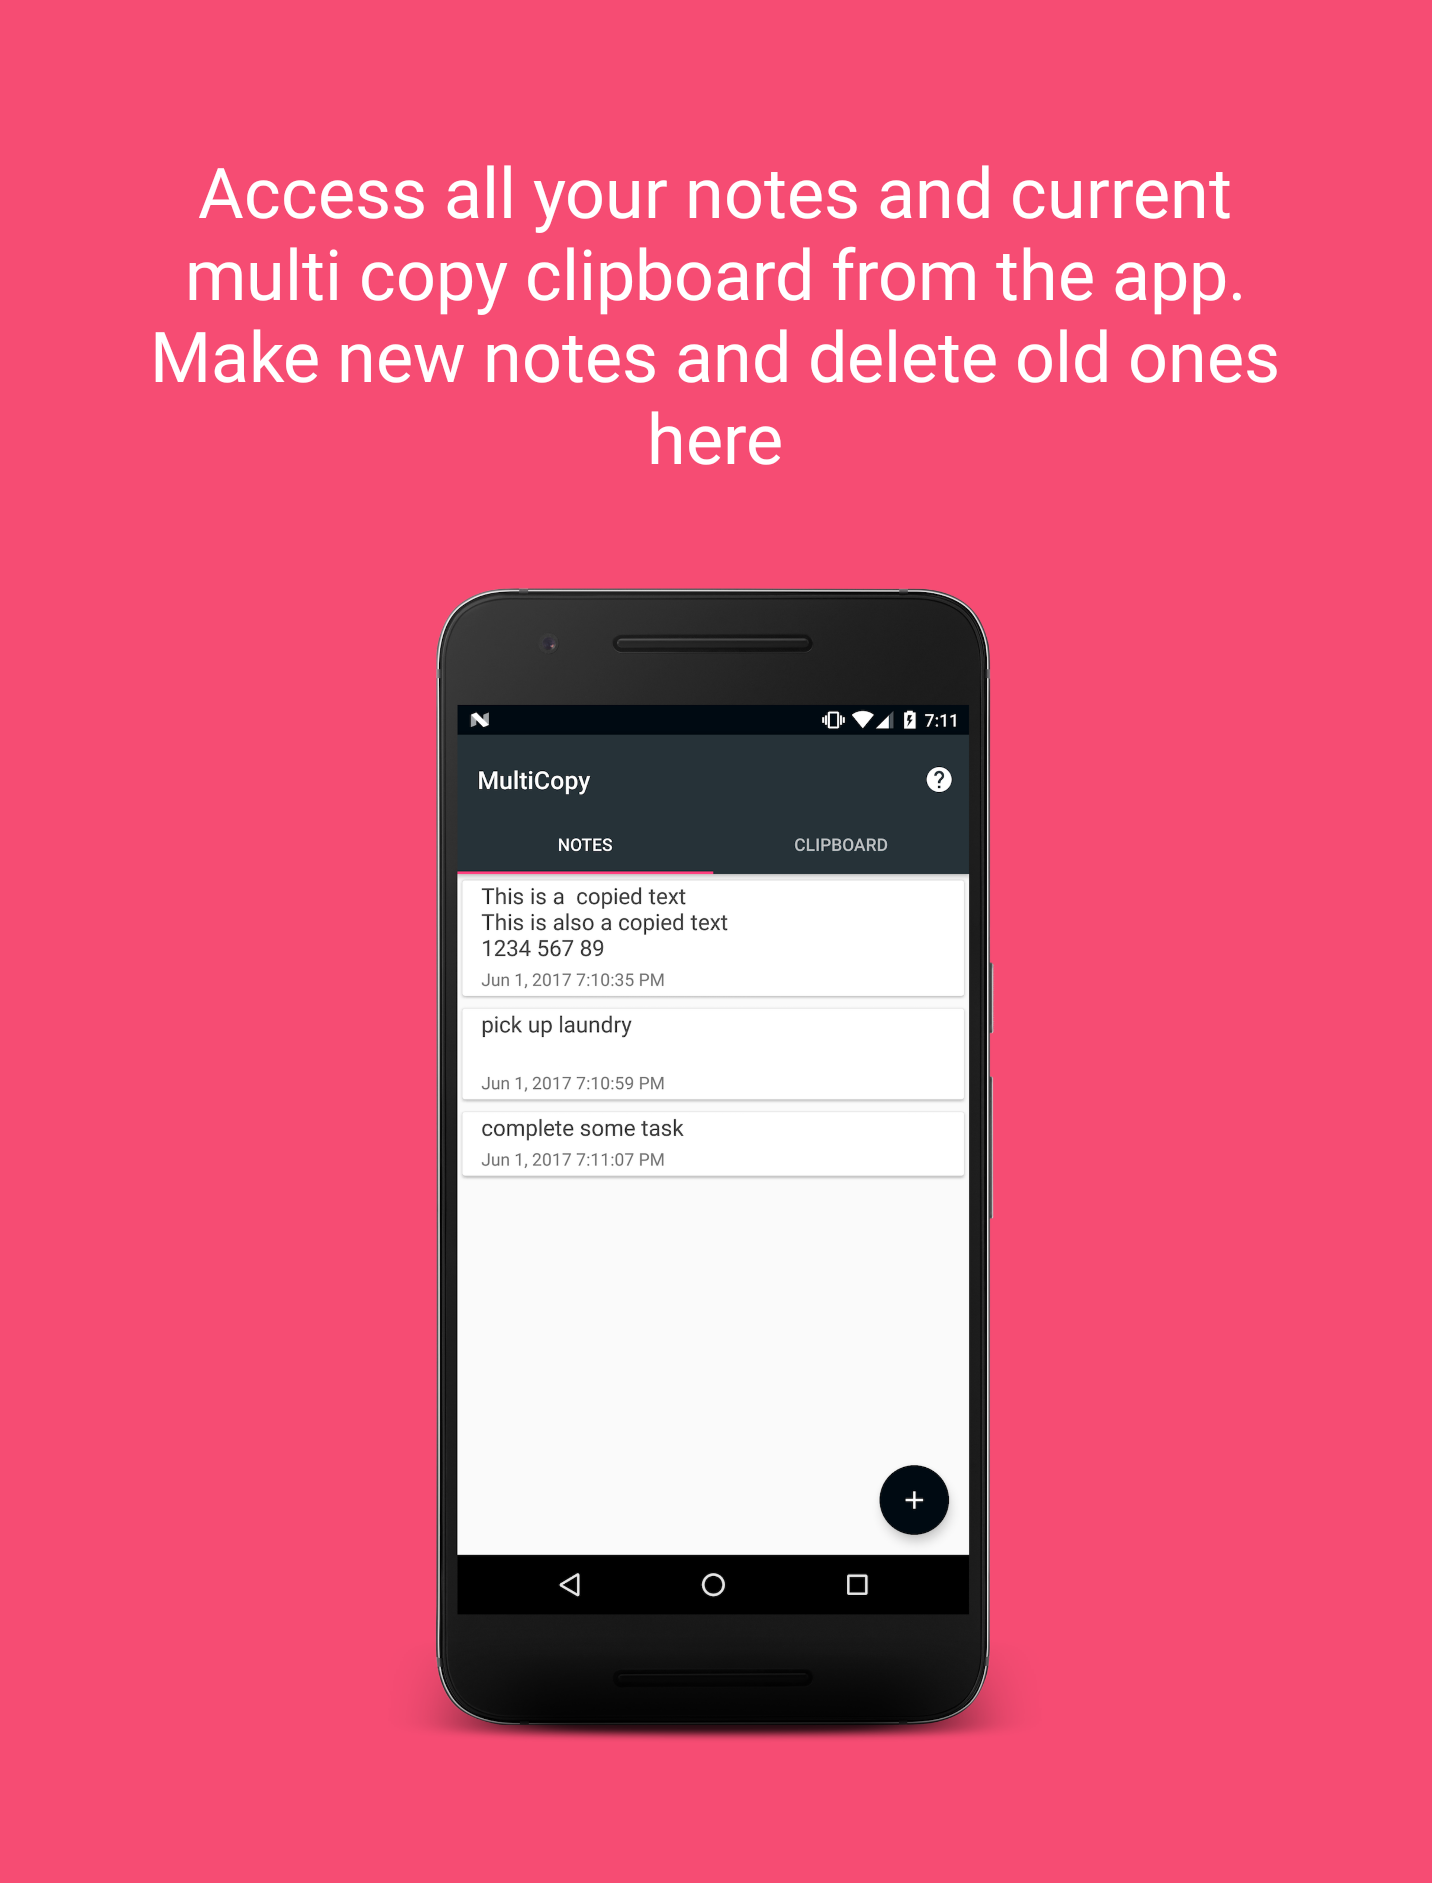 Access all your notes and current
multi copy clipboard from the app.
Make new notes and delete old ones
here
7:11
MultiCopy
NOTES
CLIPBOARD
This is a  copied text
This is also a copied text
1234 567 89
Jun 1, 2017 7:10:35 PM
pick up laundry
Jun 1, 2017 7:10:59 PM
complete some task
Jun 1, 2017 7:11:07 PM